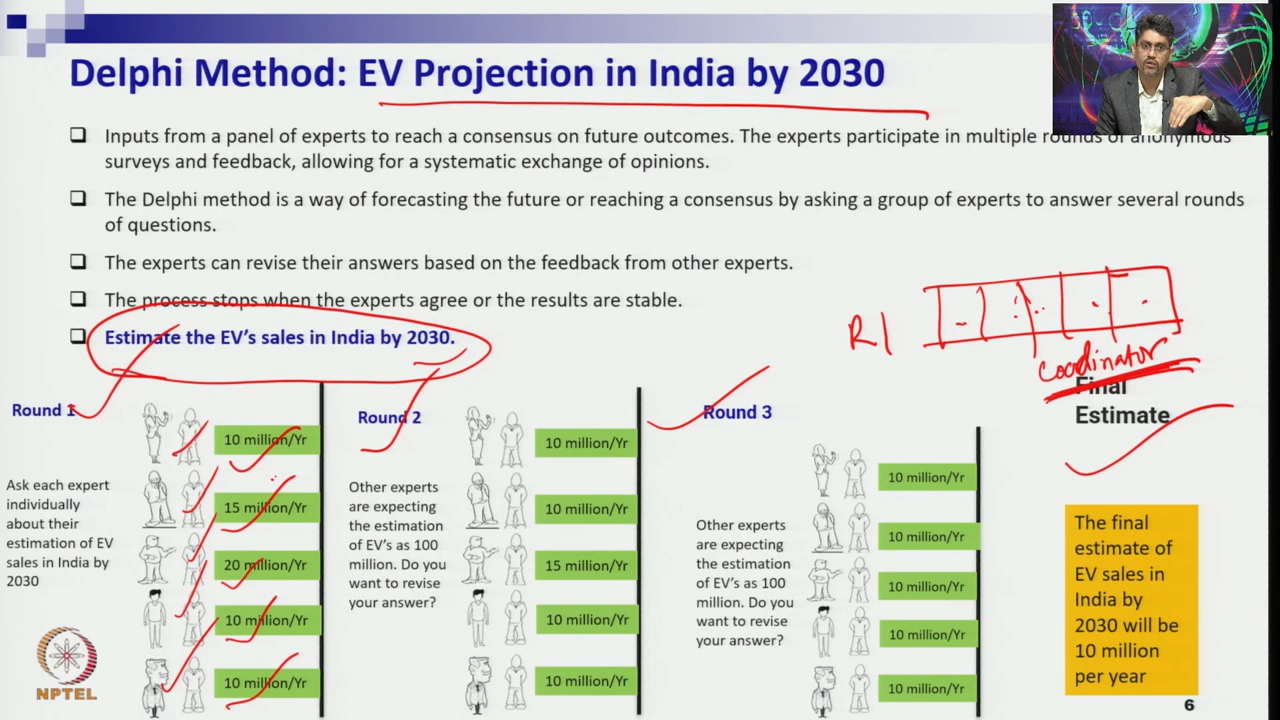 Delphi Method: EV Projection in India by 2030
Inputs from a panel of experts to reach a consensus on future outcomes. The experts participate in multiple rounds of anonymous
surveys and feedback, allowing for a systematic exchange of opinions.
The Delphi method is a way of forecasting the future or reaching a consensus by asking a group of experts to answer several rounds
of questions.
The experts can revise their answers based on the feedback from other experts.
The process stops when the experts agree or the results are stable.
Estimate the EV's sales in India by 2030.
R1
Coordinator
Round 1
Ask each expert
individually
about their
estimation of EV
sales in India by
2030
10 million/Yr
15 million/Yr
20 million/Yr
10 million/Yr
10 million/Yr
Round 2
Other experts
are expecting
the estimation
of EV's as 100
million. Do you
want to revise
your answer?
10 million/Yr
10 million/Yr
15 million/Yr
10 million/Yr
10 million/Yr
Round 3
Other experts
are expecting
the estimation
of EV's as 100
million. Do you
want to revise
your answer?
10 million/Yr
10 million/Yr
10 million/Yr
10 million/Yr
10 million/Yr
Final
Estimate
The final
estimate of
EV sales in
India by
2030 will be
10 million
per year
NPTEL
6